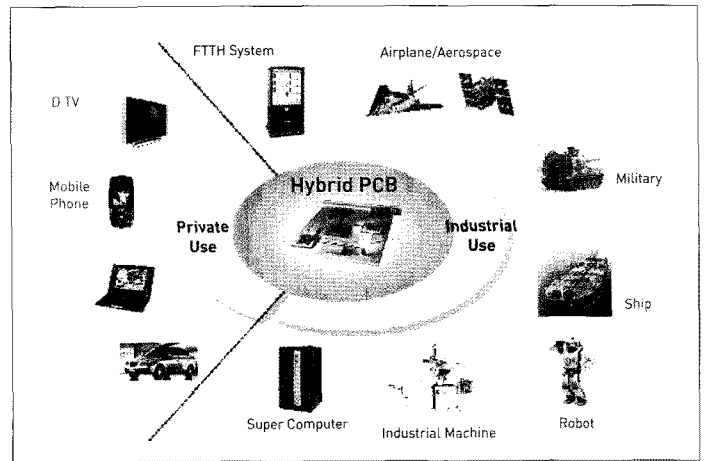 FTTH System
Airplane/Aerospace
D TV
Mobile
Phone
Hybrid PCB
Military
Private
Use
Industrial
Use
Ship
Super Computer
Industrial Machine
Robot